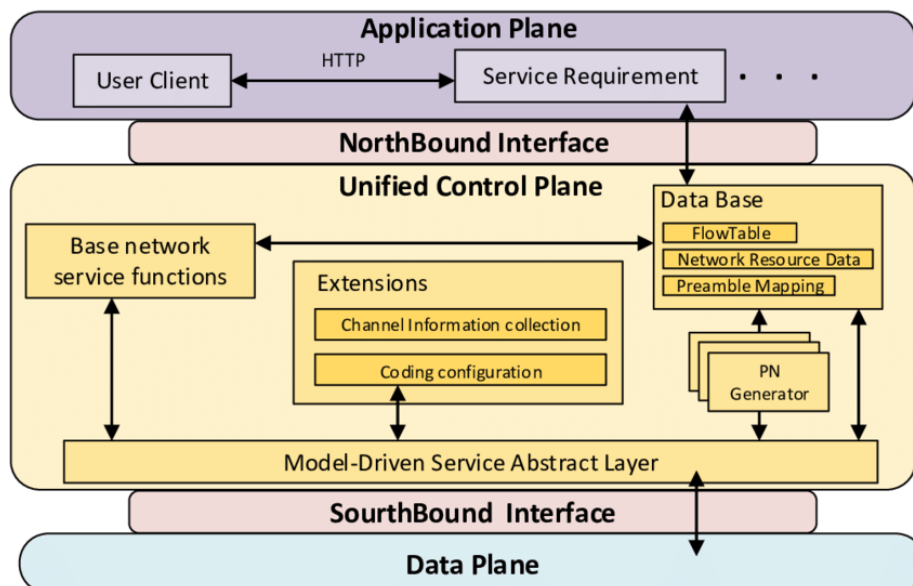 Application Plane
HTTP
User Client
Service Requirement
. . .
NorthBound Interface
Unified Control Plane
Data Base
FlowTable
Network Resource Data
Preamble Mapping
Base network
service functions
Extensions
Channel Information collection
Coding configuration
PN
Generator
Model-Driven Service Abstract Layer
SourthBound Interface
Data Plane